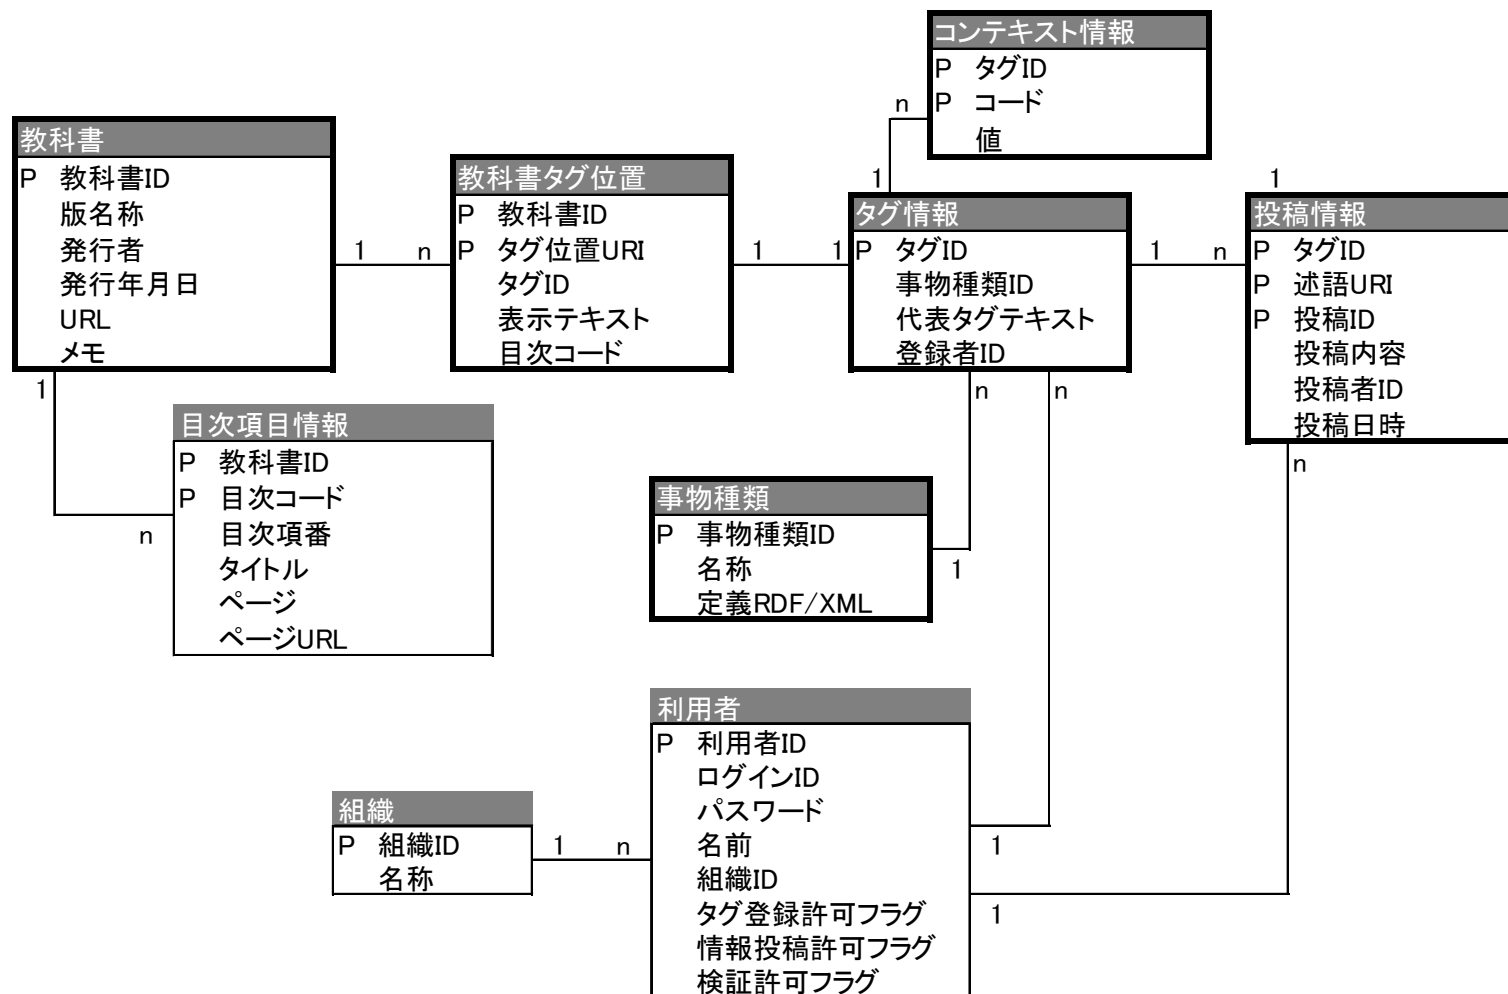 コンテキスト情報
P タグID
P コード
値
n
1
教科書
P 教科書ID
版名称
発行者
発行年月日
URL
メモ
1 n
教科書タグ位置
P 教科書ID
P タグ位置URI
タグID
表示テキスト
目次コード
1 1
タグ情報
P タグID
事物種類ID
代表タグテキスト
登録者ID
1 n
1
投稿情報
P タグID
P 述語URI
P 投稿ID
投稿内容
投稿者ID
投稿日時
1
n
目次項目情報
P 教科書ID
P 目次コード
目次項番
タイトル
ページ
ページURL
n
n
n
事物種類
P 事物種類ID
名称
定義RDF/XML
1
利用者
P 利用者ID
ログインID
パスワード
名前
組織ID
タグ登録許可フラグ
情報投稿許可フラグ
検証許可フラグ
1
1
組織
P 組織ID
名称
1 n